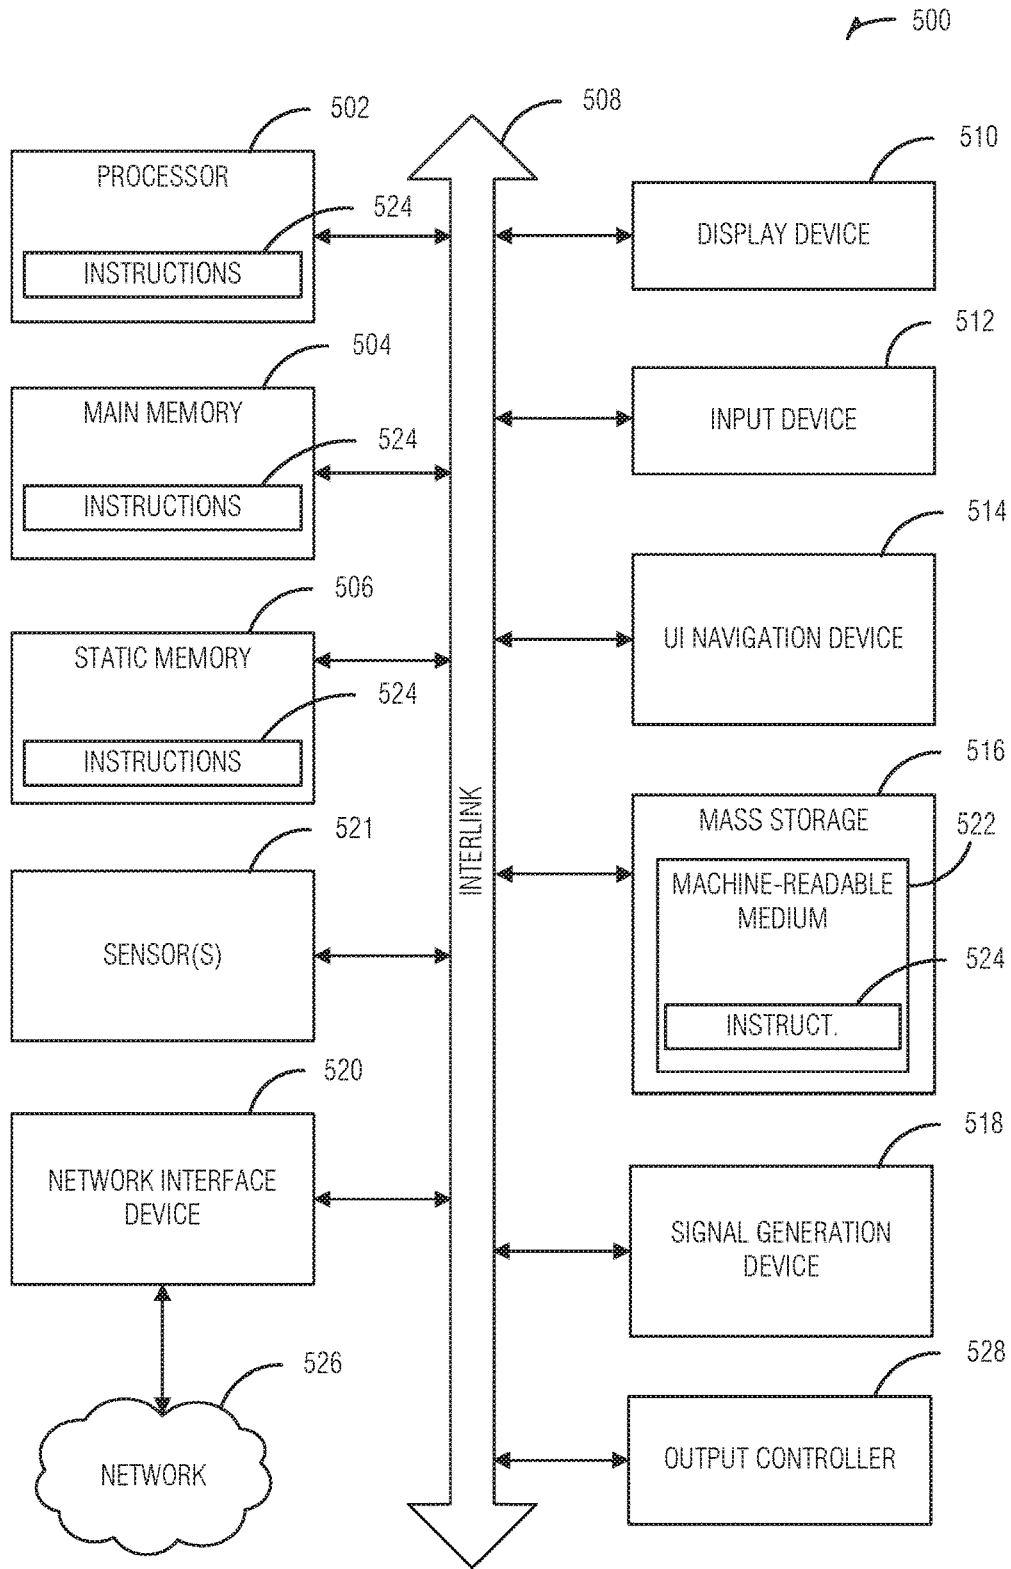 500
508
502
PROCESSOR
524
INSTRUCTIONS
504
MAIN MEMORY
524
INSTRUCTIONS
506
STATIC MEMORY
524
INSTRUCTIONS
521
SENSOR(S)
520
NETWORK INTERFACE
DEVICE
526
NETWORK
INTERLINK
510
DISPLAY DEVICE
512
INPUT DEVICE
514
UI NAVIGATION DEVICE
516
MASS STORAGE
522
MACHINE-READABLE
MEDIUM
524
INSTRUCT.
518
SIGNAL GENERATION
DEVICE
528
OUTPUT CONTROLLER